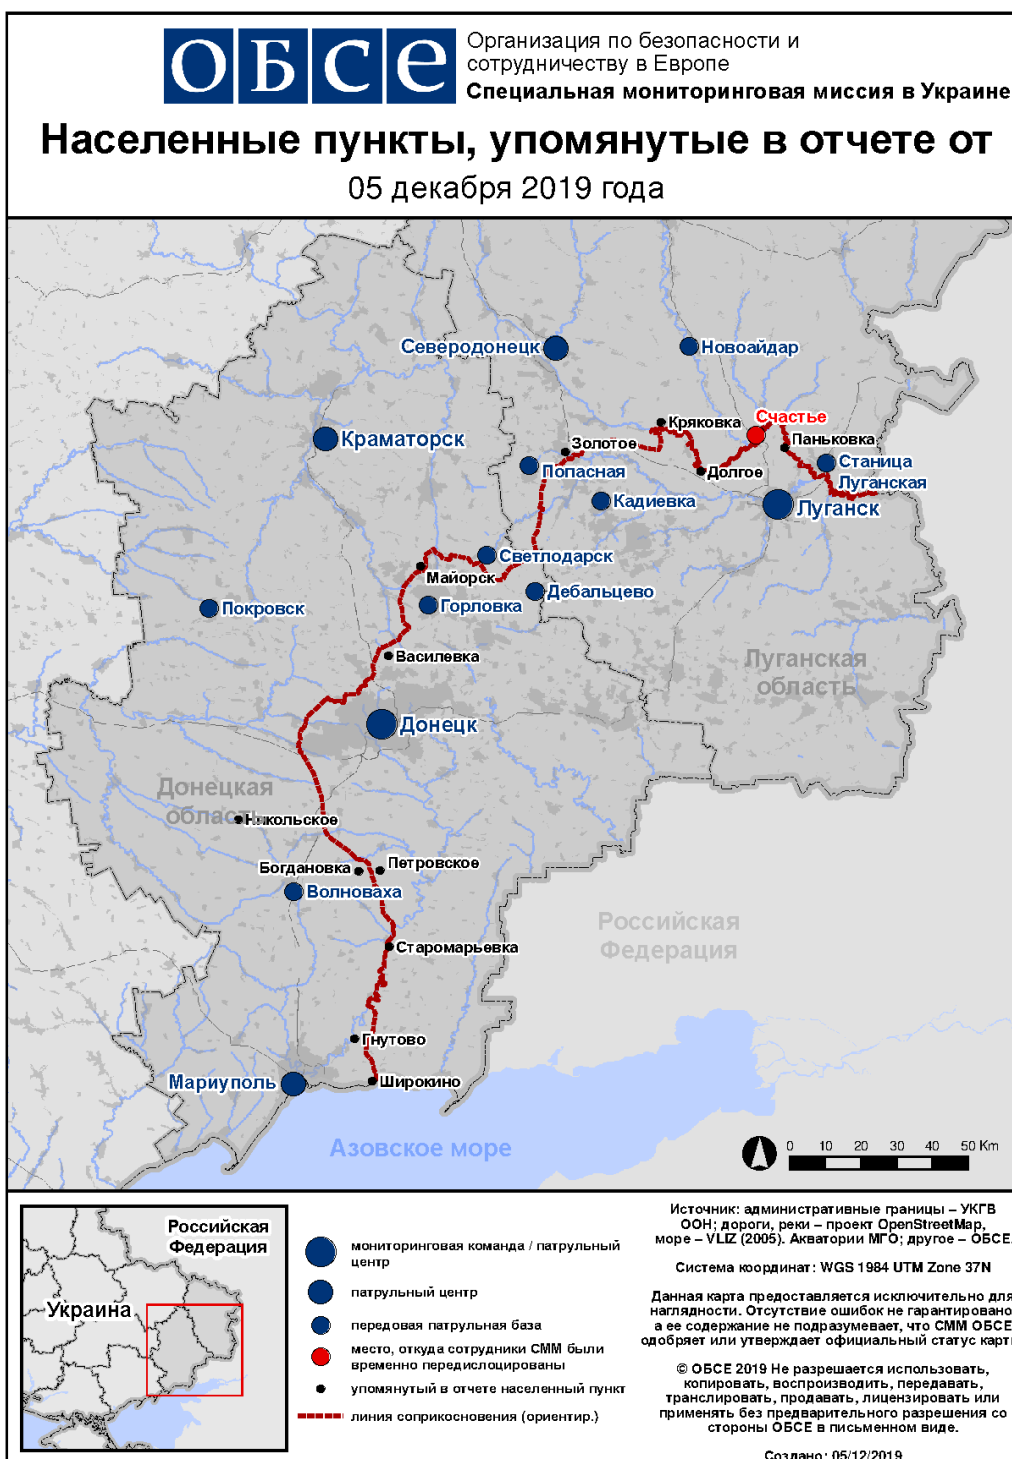 ОБСЕ
Организация по безопасности и
сотрудничеству в Европе
Специальная мониторинговая миссия в Украине
Населенные пункты, упомянутые в отчете от
05 декабря 2019 года
Северодонецк
Новоайдар
Счастье
Кряковка
Краматорск
Золотое
Паньковка
Попасная
Долгое
Станица
Луганская
Кадиевка
Луганск
Светлодарск
Майорск
Дебальцево
Покровск
Горловка
Василевка
Луганская
область
Донецк
Донецкая
область
Никольское
Богдановка
Петровское
Волноваха
Российская
Федерация
Старомарьевка
Гнутово
Мариуполь
Широкино
Азовское море
0 10 20 30 40 50 Km
Российская
Федерация
Украина
мониторинговая команда / патрульный
центр
патрульный центр
передовая патрульная база
место, откуда сотрудники СММ были
временно передислоцированы
упомянутый в отчете населенный пункт
линия соприкосновения (ориентир.)
Источник: административные границы – УКГВ
ООН; дороги, реки – проект OpenStreetMap,
море – VLIZ (2005). Акватории МГО; другое – ОБСЕ.
Система координат: WGS 1984 UTM Zone 37N
Данная карта предоставляется исключительно для
наглядности. Отсутствие ошибок не гарантировано,
а ее содержание не подразумевает, что СММ ОБСЕ
одобряет или утверждает официальный статус карты
© ОБСЕ 2019 Не разрешается использовать,
копировать, воспроизводить, передавать,
транслировать, продавать, лицензировать или
применять без предварительного разрешения со
стороны ОБСЕ в письменном виде.
Создано: 05/12/2019